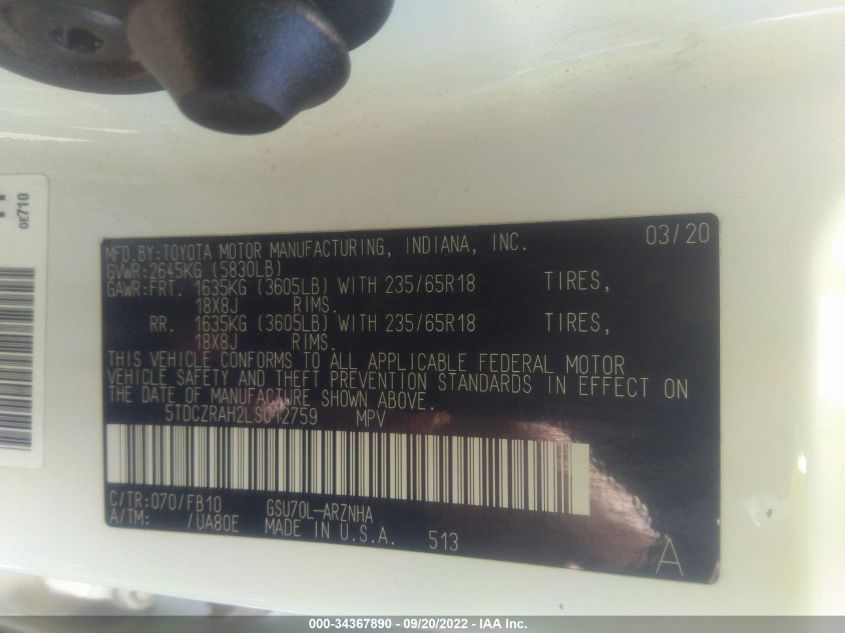 0E710
MFD.BY:TOYOTA MOTOR MANUFACTURING, INDIANA, INC. 03/20
GVWR:2645KG (5830LB)
GAWR:FRT. 1635KG (3605LB) WITH 235/65R18 TIRES,
18X8J RIMS.
RR. 1635KG (3605LB) WITH 235/65R18 TIRES,
18X8J RIMS.
THIS VEHICLE CONFORMS TO ALL APPLICABLE FEDERAL MOTOR
VEHICLE SAFETY AND THEFT PREVENTION STANDARDS IN EFFECT ON
THE DATE OF MANUFACTURE SHOWN ABOVE.
5TDCZRAH2LS012759 MPV
C/TR:070/FB10 GSU70L-ARZNHA
A/TM: /UA80E MADE IN U.S.A. 513 A
000-34367890 - 09/20/2022 - IAA Inc.